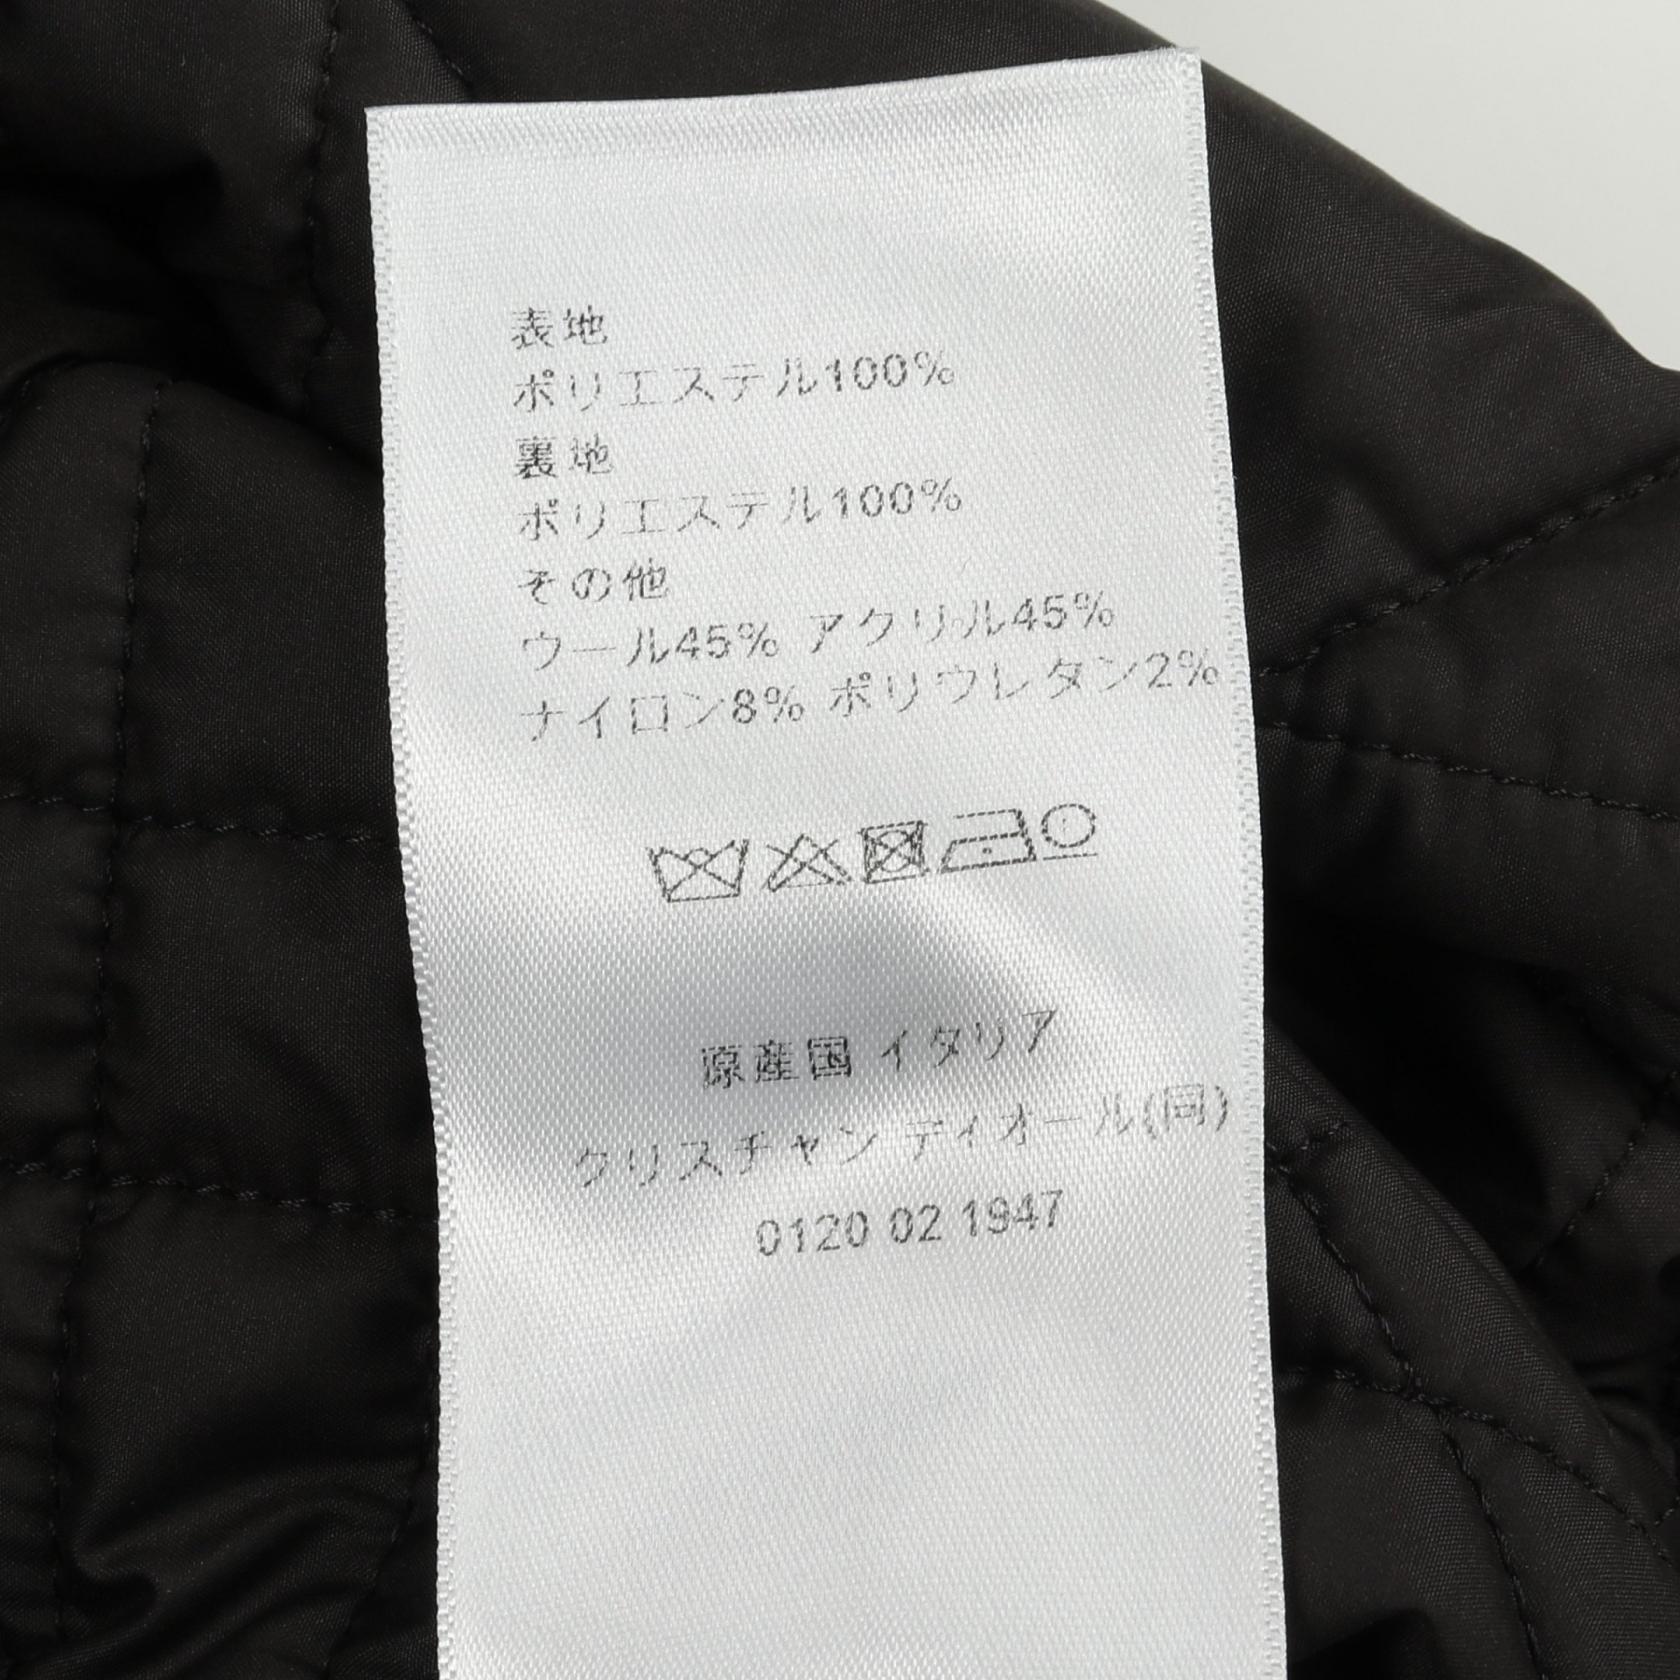 表地
ポリエステル100%
裏地
ポリエステル100%
その他
ウール45% アクリル45%
ナイロン8% ポリウレタン2%
原産国 イタリア
クリスチャン ディオール(同)
0120 02 1947